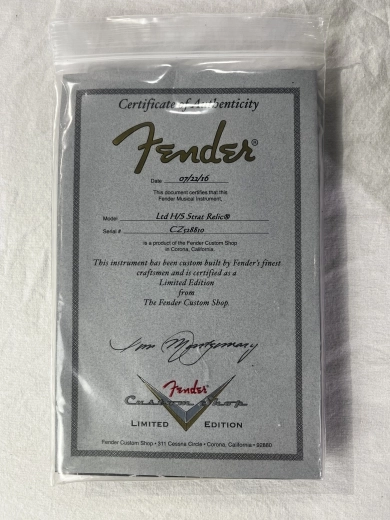 Certificate of Authenticity
Fender®
Date 07/22/16
This document certifies that this
Fender Musical Instrument,
Model Ltd H/S Strat Relic®
Serial # CZ528810
is a product of the Fender Custom Shop
in Corona, California.
This instrument has been custom built by Fender's finest
craftsmen and is certified as a
Limited Edition
from
The Fender Custom Shop.
Fender
Custom Shop
LIMITED EDITION
Fender Custom Shop • 311 Cessna Circle • Corona, California • 92880